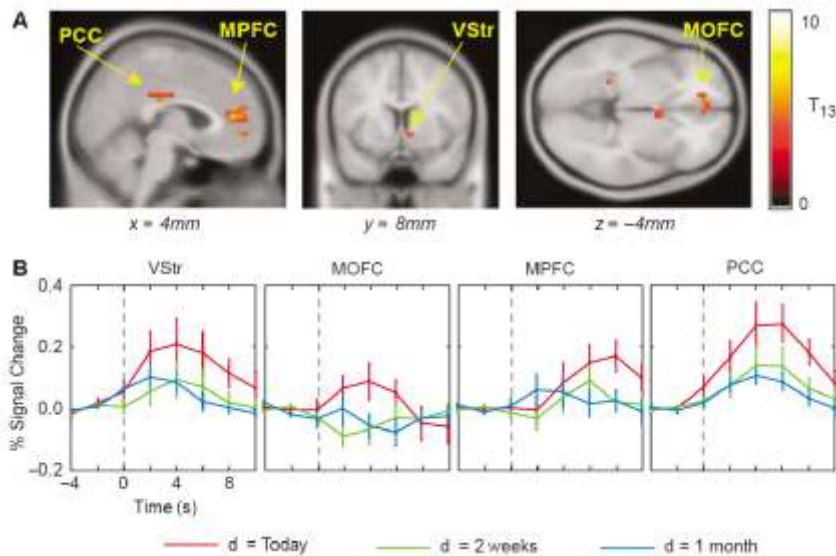 A
PCC
MPFC
VStr
MOFC
10
T13
0
x = 4mm
y = 8mm
z = –4mm
B
VStr
MOFC
MPFC
PCC
0.4
0.2
0.0
–0.2
% Signal Change
–4
0
4
8
Time (s)
d = Today
d = 2 weeks
d = 1 month